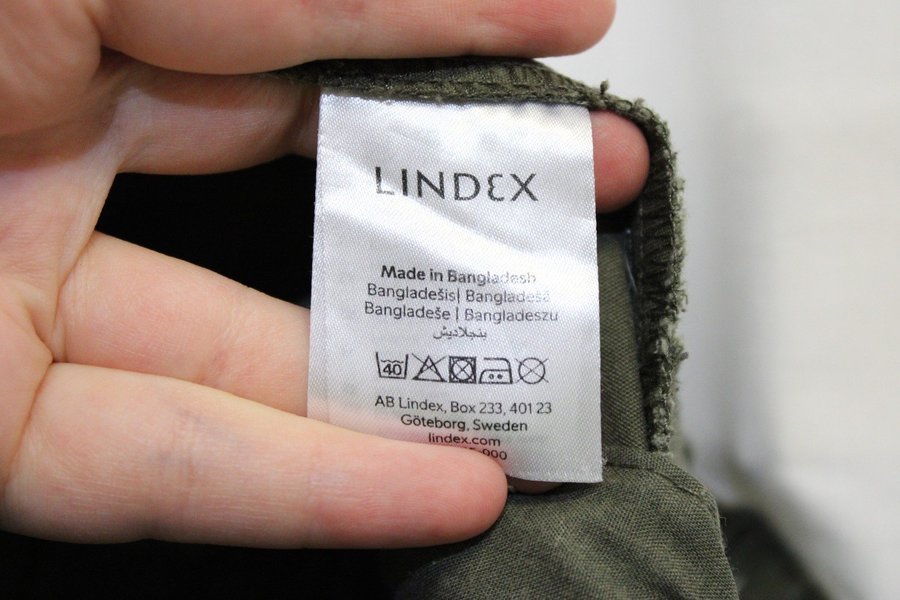 LINDEX
Made in Bangladesh
Bangladešis| Bangladeša
Bangladeše | Bangladeszu
بنجلاديش
40
AB Lindex, Box 233, 401 23
Göteborg, Sweden
lindex.com